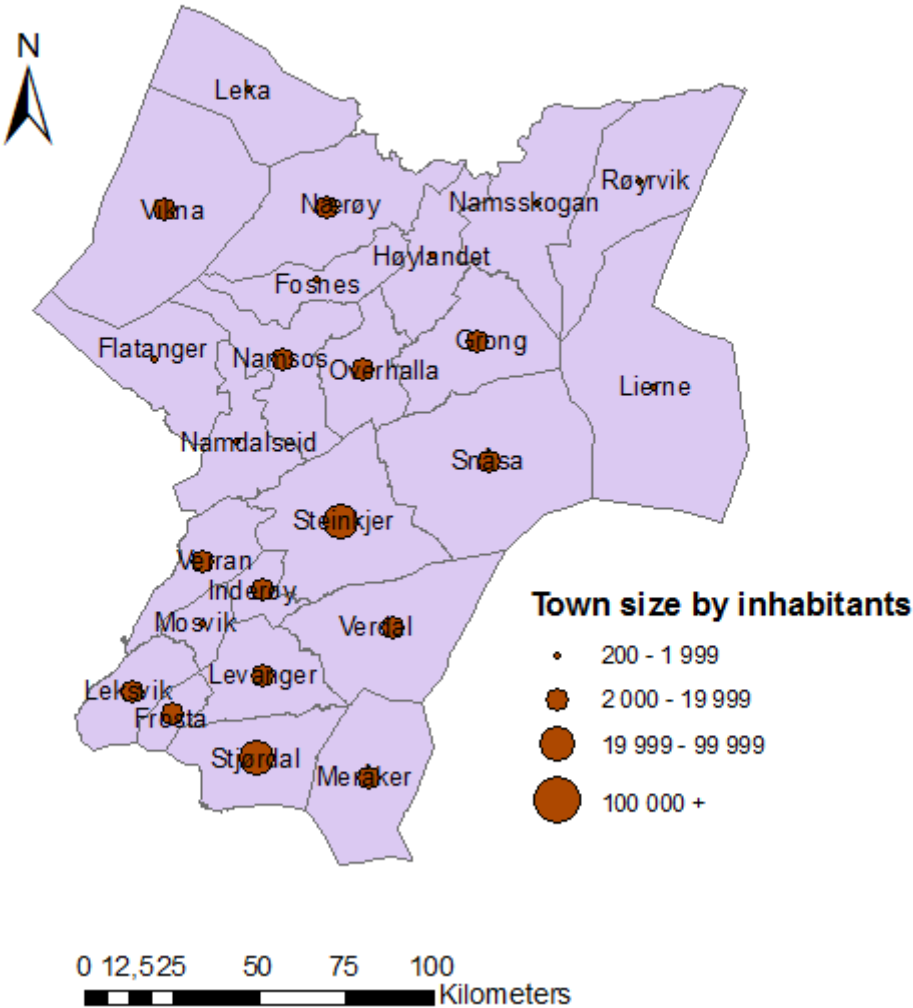 N
Leka
Røyrvik
Vikna
Nærøy
Namsskogan
Høylandet
Fosnes
Flatanger
Namsos
Overhalla
Grong
Lierne
Namdalseid
Snåsa
Steinkjer
Verran
Inderøy
Mosvik
Verdal
Levanger
Leksvik
Frosta
Stjørdal
Meråker
Town size by inhabitants
200 - 1 999
2 000 - 19 999
19 999 - 99 999
100 000 +
0 12,5 25 50 75 100
Kilometers